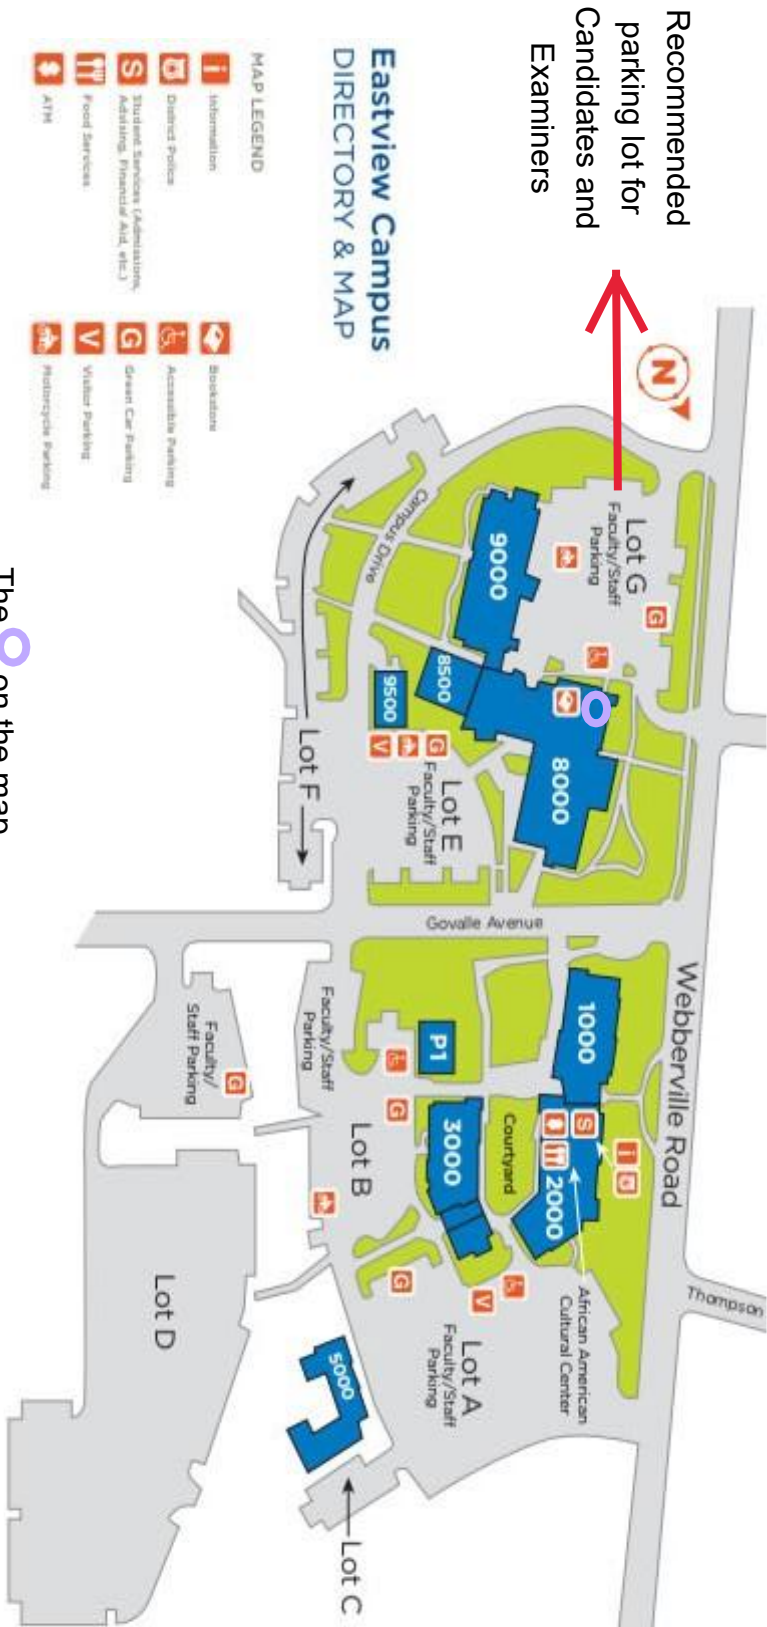 Recommended
parking lot for
Candidates and
Examiners
Eastview Campus
DIRECTORY & MAP
MAP LEGEND
i Information
District Police
S Student Services (Admissions,
Advising, Financial Aid, etc.)
Food Services
ATM
Bookstore
Accessible Parking
G Green Car Parking
V Visitor Parking
Motorcycle Parking
N
Webberville Road
Thompson
Lot G
Faculty/Staff
Parking
G
Campus Drive
9000
8500
9500
8000
V
G
Lot E
Faculty/Staff
Parking
Lot F
Govalle Avenue
1000
S
i
2000
African American
Cultural Center
Courtyard
P1
3000
G
Faculty/Staff
Parking
Lot B
Faculty/
Staff Parking
G
G
V
Lot A
Faculty/Staff
Parking
5000
Lot C
Lot D
The on the map